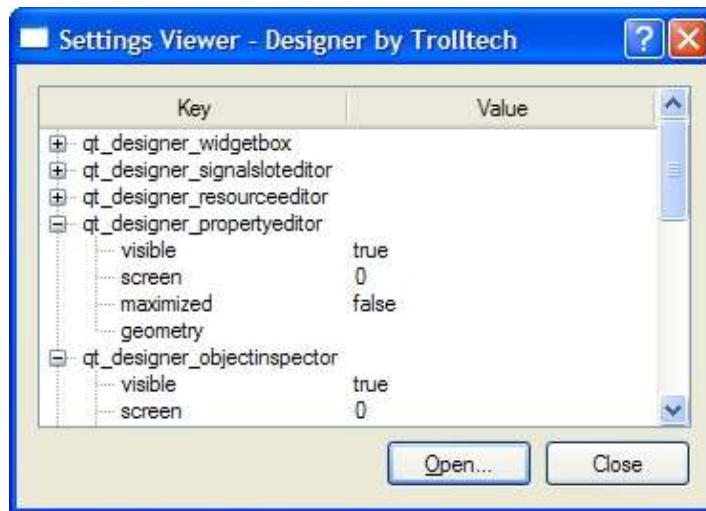 Settings Viewer - Designer by Trolltech
Key Value
qt_designer_widgetbox
qt_designer_signalsloteditor
qt_designer_resourceeditor
qt_designer_propertyeditor
visible true
screen 0
maximized false
geometry
qt_designer_objectinspector
visible true
screen 0
Open... Close